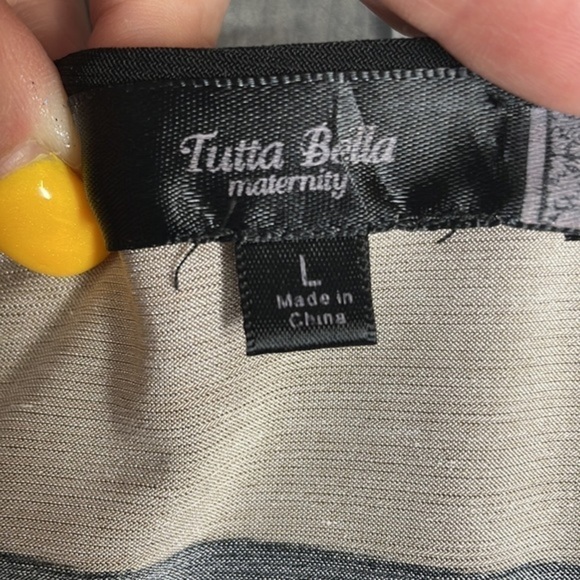 Tutta Bella
maternity
L
Made in
China